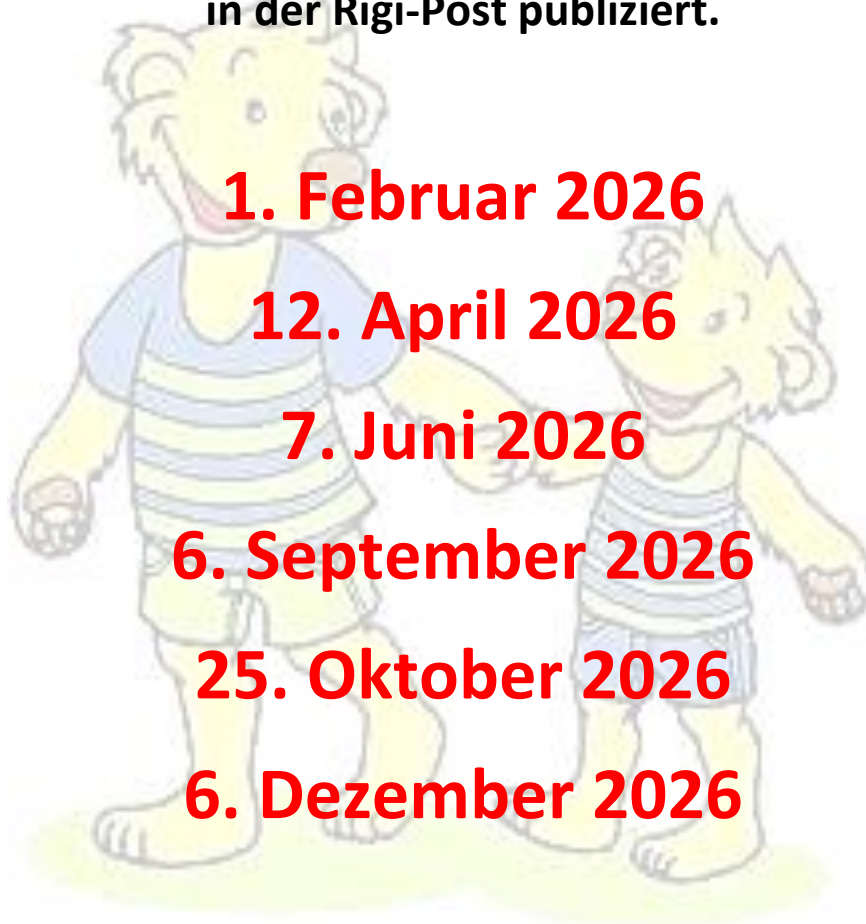 in der Rigi-Post publiziert.
1. Februar 2026
12. April 2026
7. Juni 2026
6. September 2026
25. Oktober 2026
6. Dezember 2026